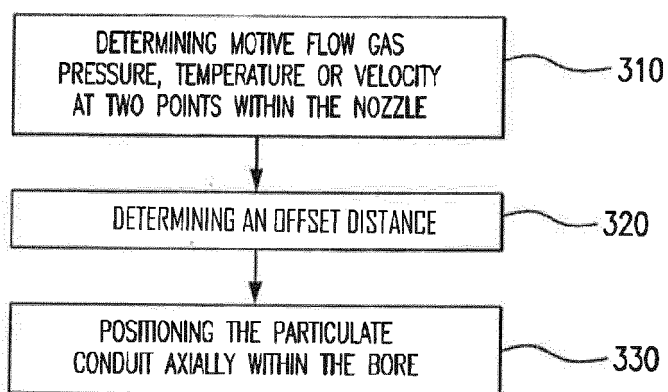 DETERMINING MOTIVE FLOW GAS
PRESSURE, TEMPERATURE OR VELOCITY
AT TWO POINTS WITHIN THE NOZZLE
310
DETERMINING AN OFFSET DISTANCE
320
POSITIONING THE PARTICULATE
CONDUIT AXIALLY WITHIN THE BORE
330